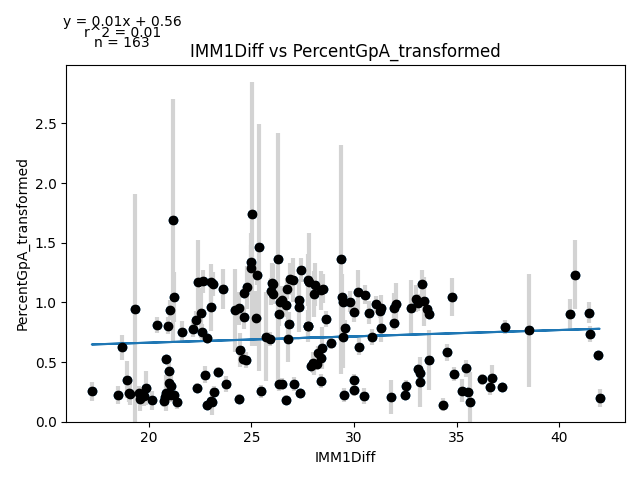 y = 0.01x + 0.56
r^2 = 0.01
n = 163
IMM1Diff vs PercentGpA_transformed
PercentGpA_transformed
2.5
2.0
1.5
1.0
0.5
0.0
20 25 30 35 40
IMM1Diff